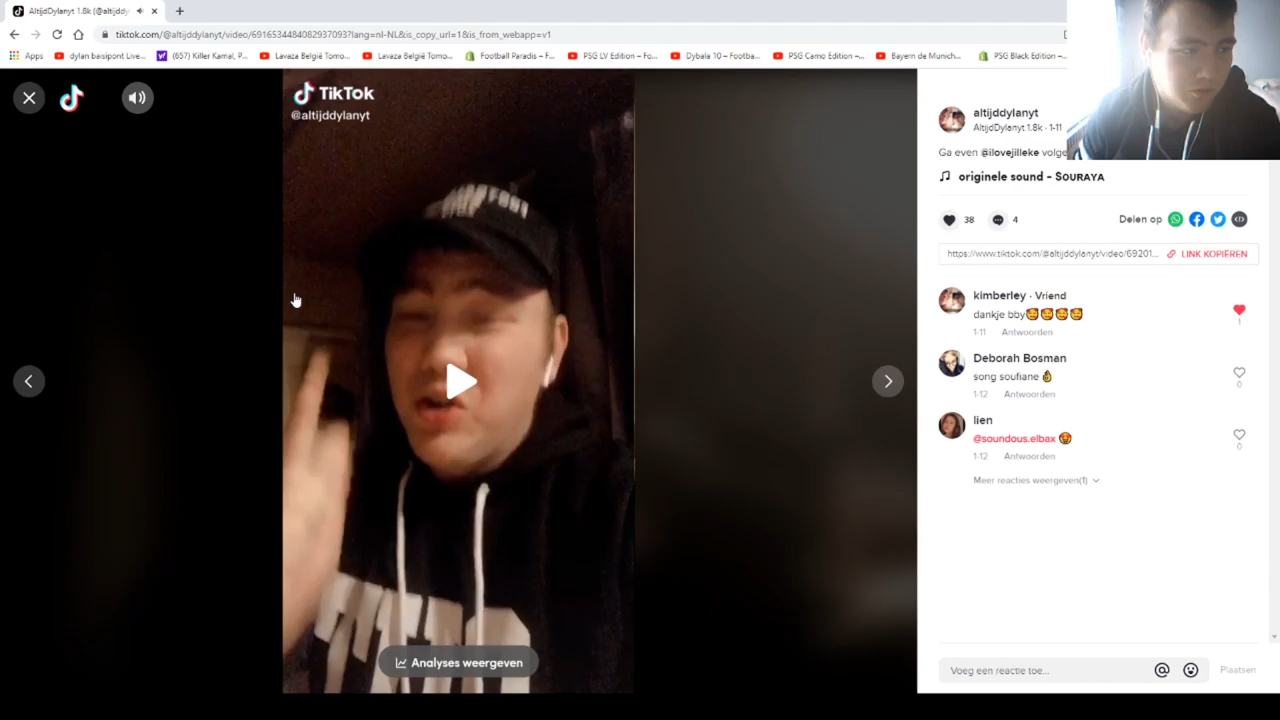 AltijdDylanYT 1.8k (@altijddy
tiktok.com/@altijddylanyt/video/6916534484082937093?lang=nl-NL&is_copy_url=1&is_from_webapp=v1
Apps
dylan baisipont Live...
(657) Killer Kamal, P...
Lavaza België Tomo...
Lavaza België Tomo...
Football Paradis – F...
PSG LV Edition – Fo...
Dybala 10 – Footba...
PSG Camo Edition –...
Bayern de Munich...
PSG Black Edition –...
TikTok
@altijddylanyt
Analyses weergeven
altijddylanyt
AltijdDylanYT 1.8k · 1-11
Ga even @ilovejilleke volge
originele sound - SOURAYA
38
4
Delen op
https://www.tiktok.com/@altijddylanyt/video/69201...
LINK KOPIËREN
kimberley · Vriend
dankje bby🥰🥰🥰🥰
1-11 Antwoorden
1
Deborah Bosman
song soufiane👌
1-12 Antwoorden
0
lien
@soundous.elbax
1-12 Antwoorden
0
Meer reacties weergeven(1)
Voeg een reactie toe...
Plaatsen